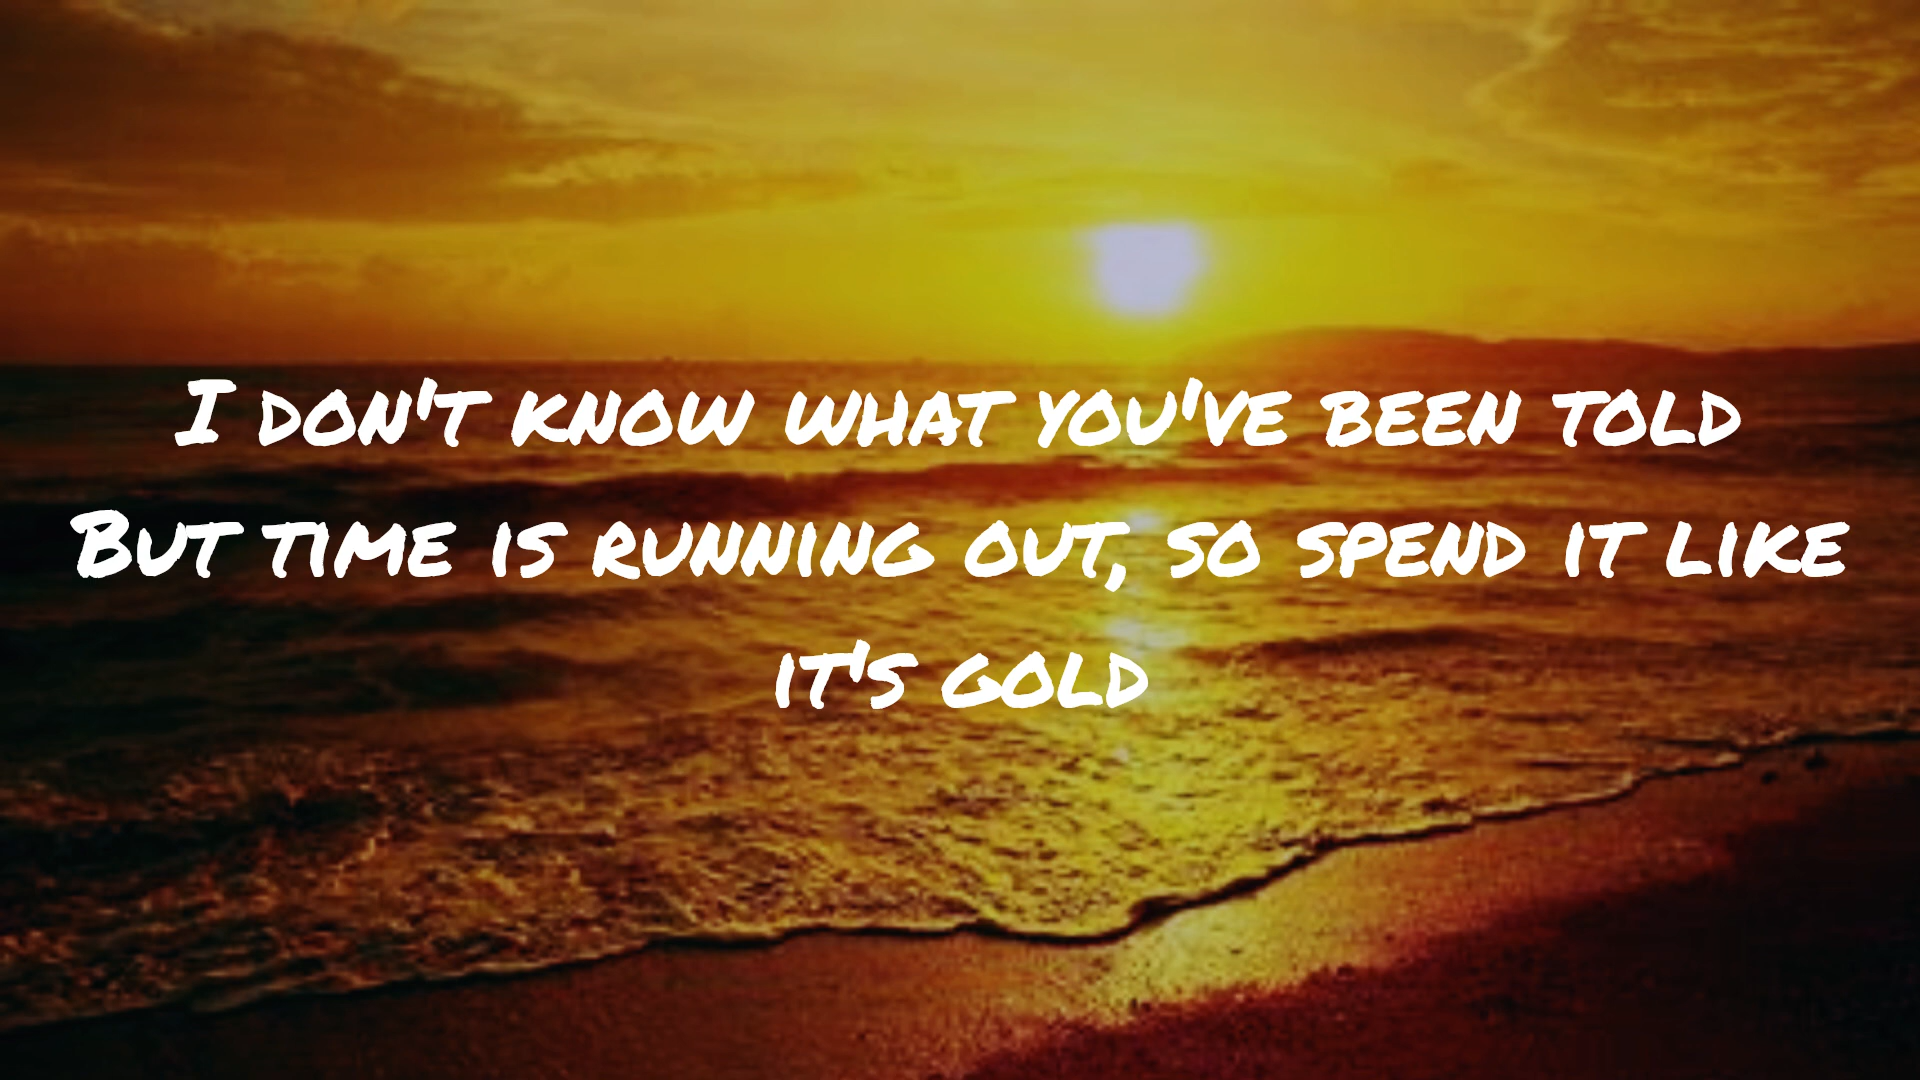 I don't know what you've been told
But time is running out, so spend it like
it's gold